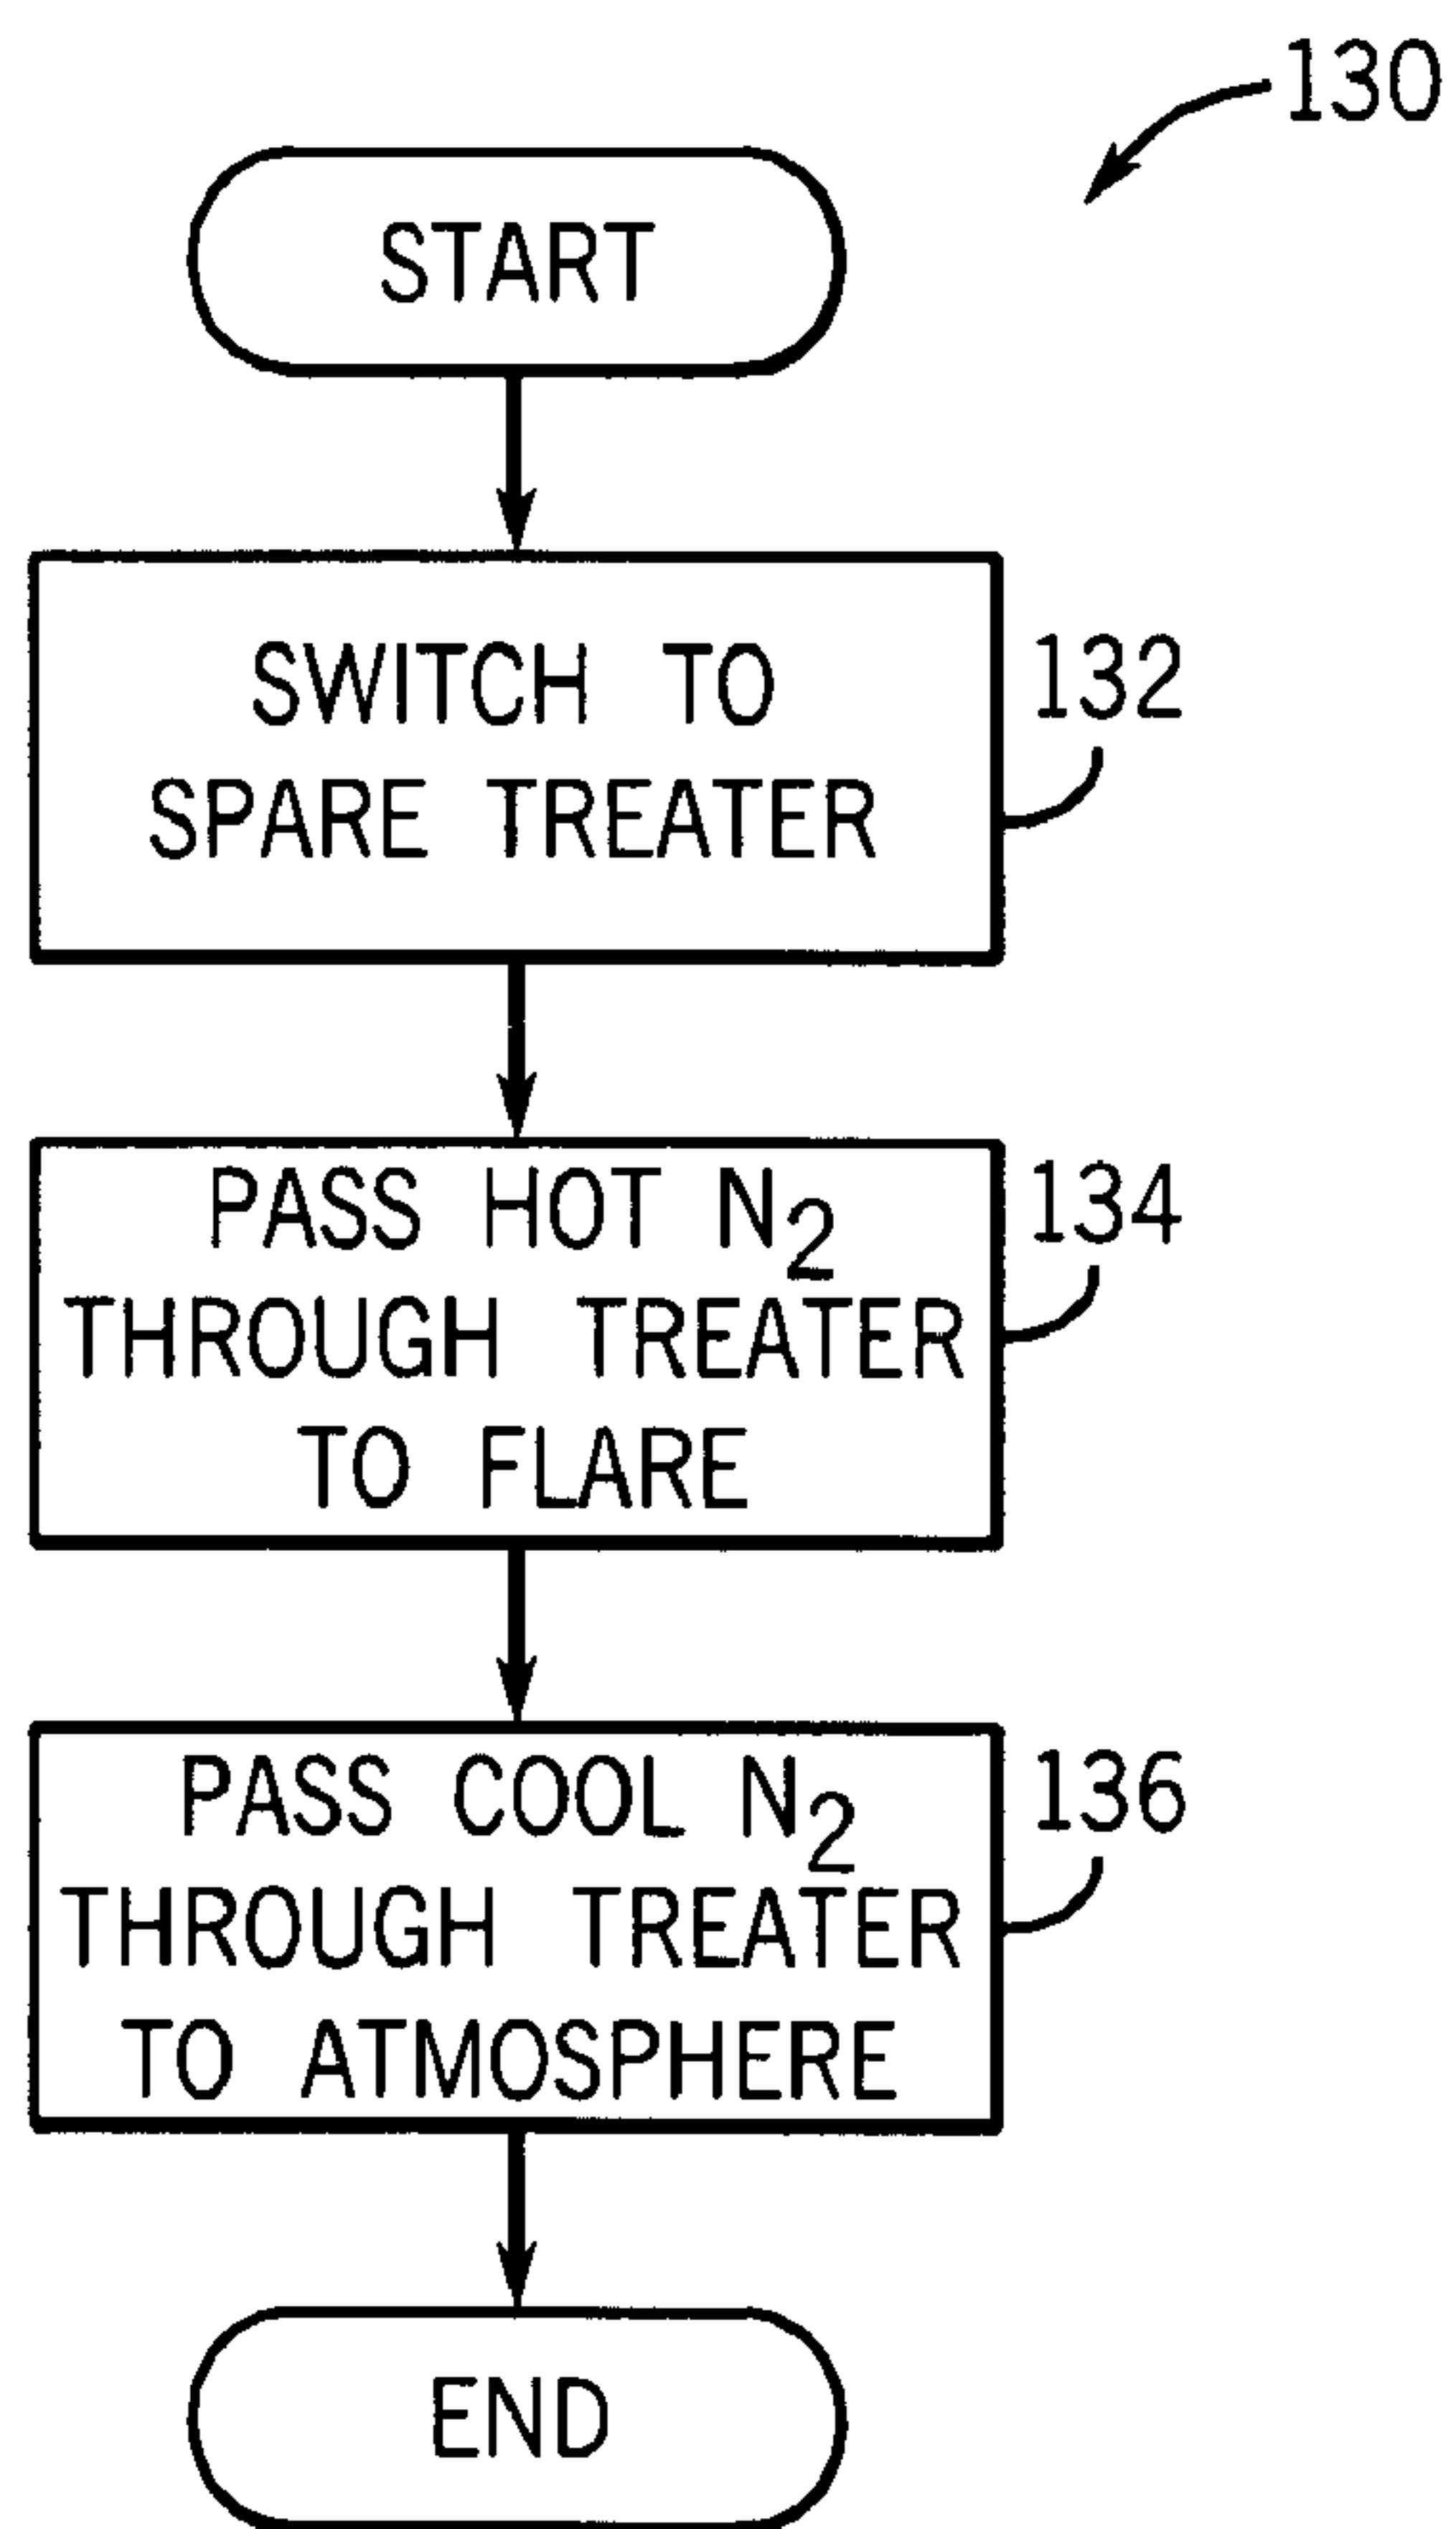 130
START
SWITCH TO
SPARE TREATER
132
PASS HOT N₂
THROUGH TREATER
TO FLARE
134
PASS COOL N₂
THROUGH TREATER
TO ATMOSPHERE
136
END